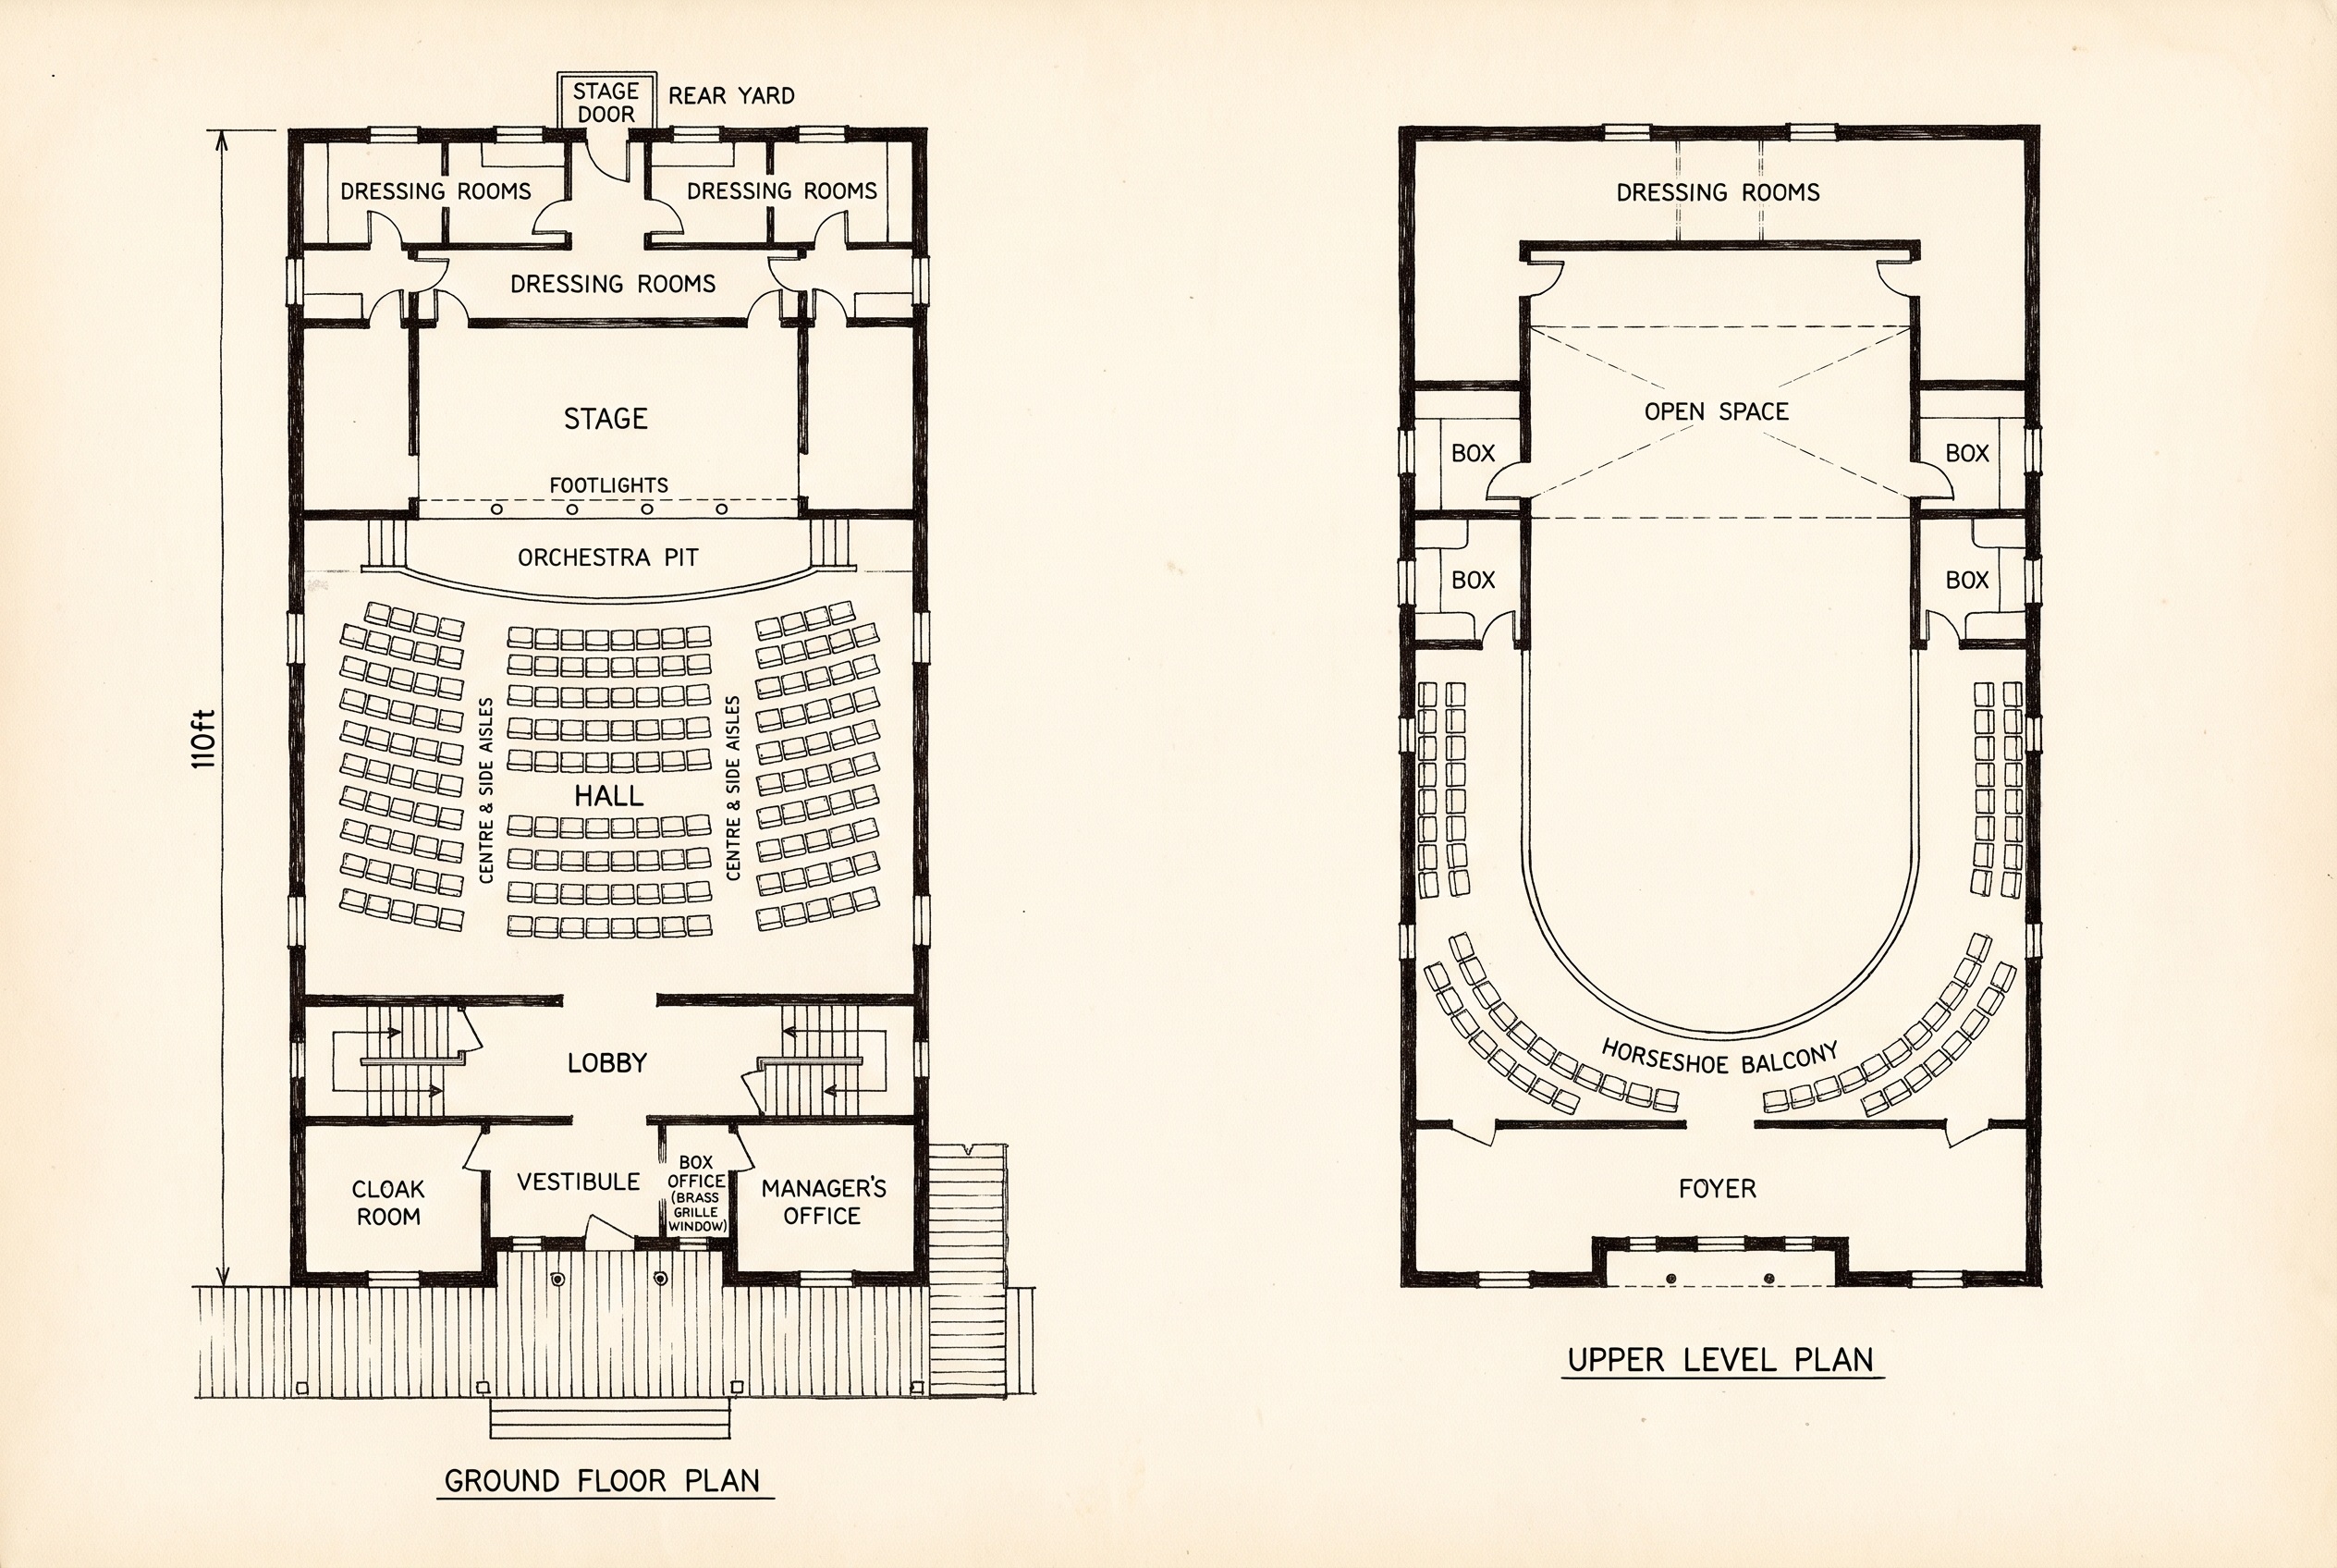 STAGE
DOOR
REAR YARD
DRESSING ROOMS
DRESSING ROOMS
DRESSING ROOMS
STAGE
FOOTLIGHTS
ORCHESTRA PIT
110ft
CENTRE & SIDE AISLES
HALL
CENTRE & SIDE AISLES
LOBBY
CLOAK
ROOM
VESTIBULE
BOX
OFFICE
(BRASS
GRILLE
WINDOW)
MANAGER'S
OFFICE
GROUND FLOOR PLAN
DRESSING ROOMS
OPEN SPACE
BOX
BOX
BOX
BOX
HORSESHOE BALCONY
FOYER
UPPER LEVEL PLAN